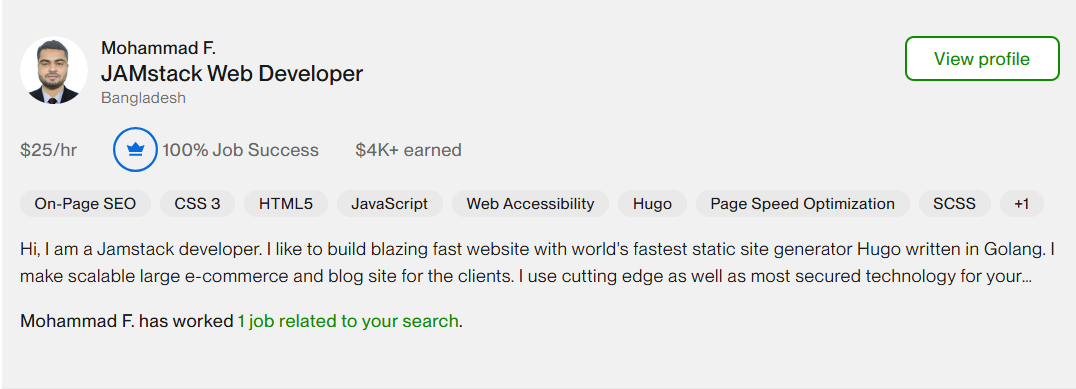 Mohammad F.
JAMstack Web Developer
Bangladesh
View profile
$25/hr 100% Job Success $4K+ earned
On-Page SEO CSS 3 HTML5 JavaScript Web Accessibility Hugo Page Speed Optimization SCSS +1
Hi, I am a Jamstack developer. I like to build blazing fast website with world's fastest static site generator Hugo written in Golang. I
make scalable large e-commerce and blog site for the clients. I use cutting edge as well as most secured technology for your...
Mohammad F. has worked 1 job related to your search.